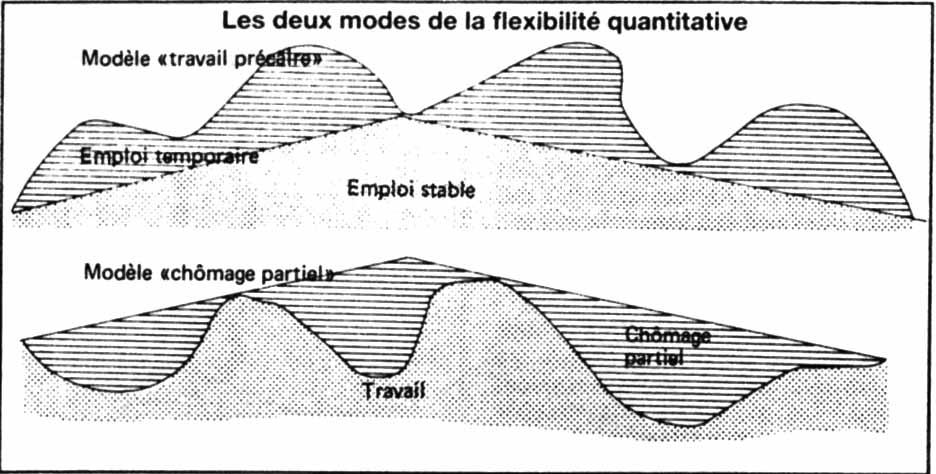 Les deux modes de la flexibilité quantitative
Modèle «travail précaire»
Emploi temporaire
Emploi stable
Modèle «chômage partiel»
Chômage
partiel
Travail